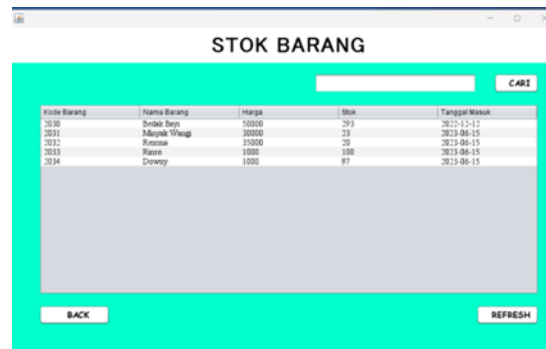 STOK BARANG
CARI
Kode Barang Nama Barang Harga Stok Tanggal Masuk
2030 Bedak Bayi 50000 293 2022-12-12
2031 Minyak Wangi 30000 23 2023-06-15
2032 Rexona 35000 20 2023-06-15
2033 Rinso 1000 100 2023-06-15
2034 Downy 1000 97 2023-06-15
BACK REFRESH